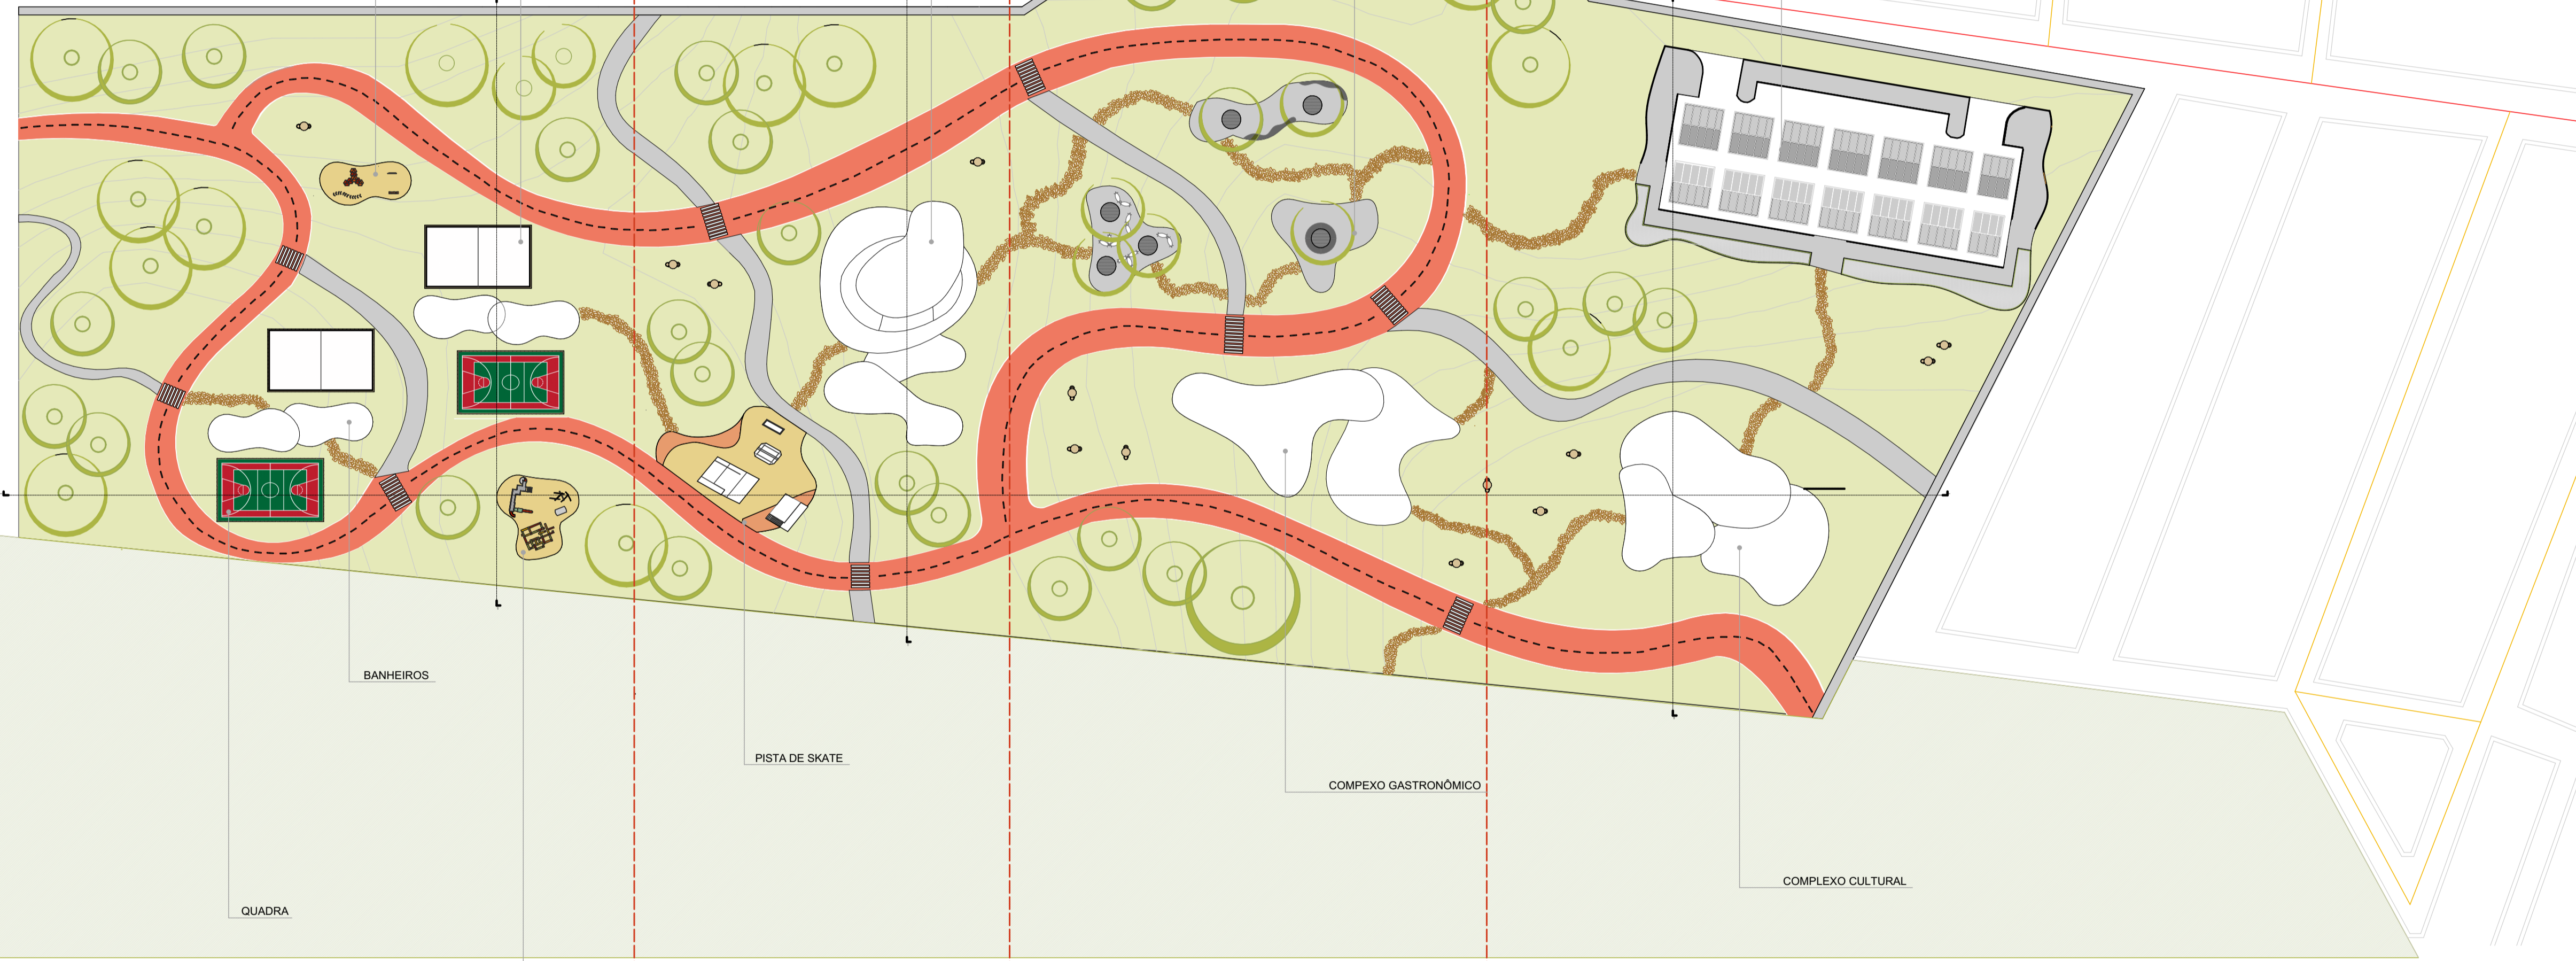 BANHEIROS
PISTA DE SKATE
COMPEXO GASTRONÔMICO
COMPLEXO CULTURAL
QUADRA